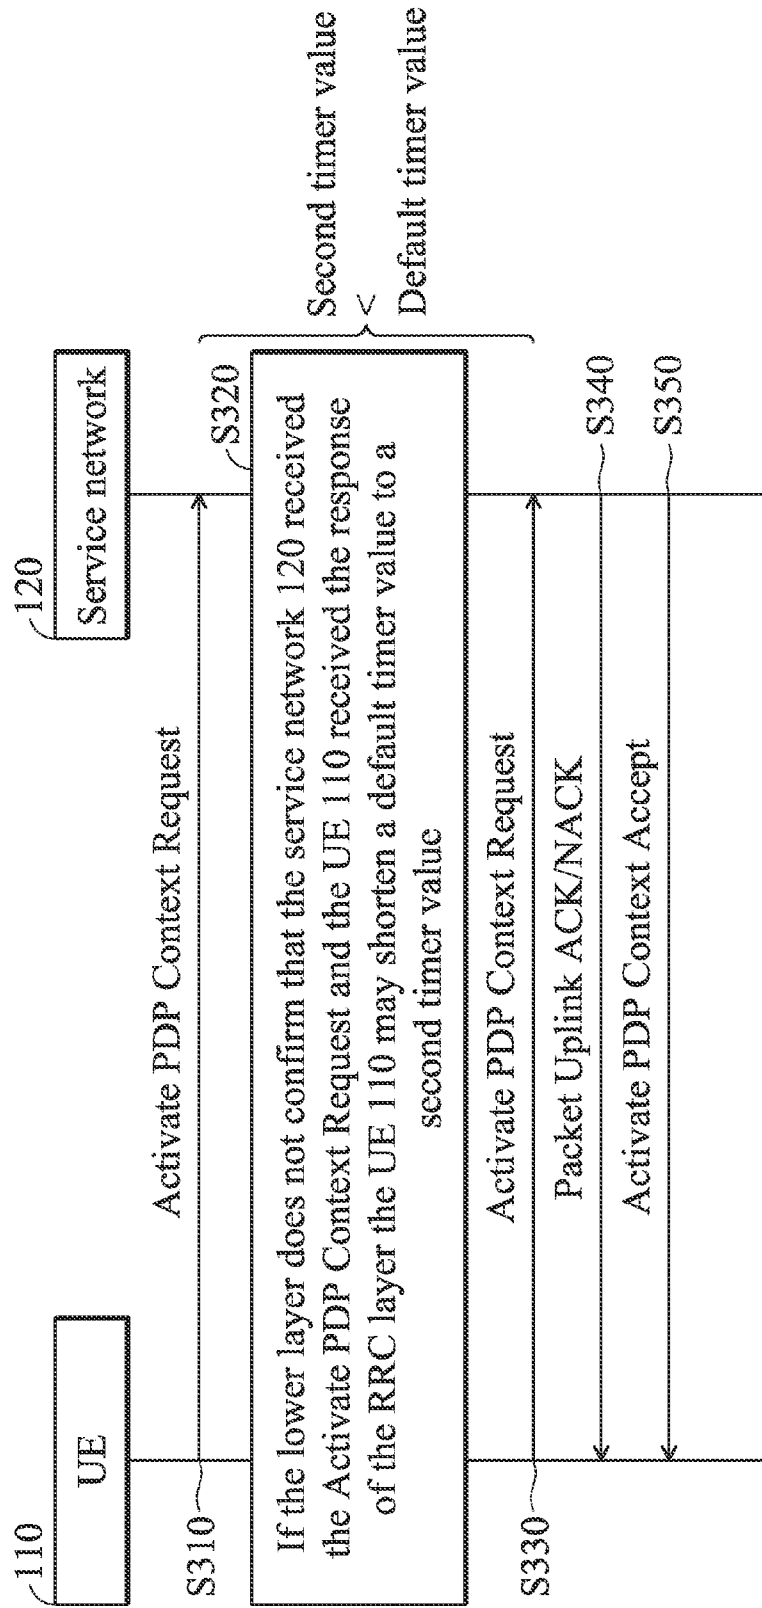 110
UE
120
Service network
S310
Activate PDP Context Request
S320
If the lower layer does not confirm that the service network 120 received
the Activate PDP Context Request and the UE 110 received the response
of the RRC layer the UE 110 may shorten a default timer value to a
second timer value
Second timer value
<
Default timer value
S330
Activate PDP Context Request
Packet Uplink ACK/NACK
S340
Activate PDP Context Accept
S350